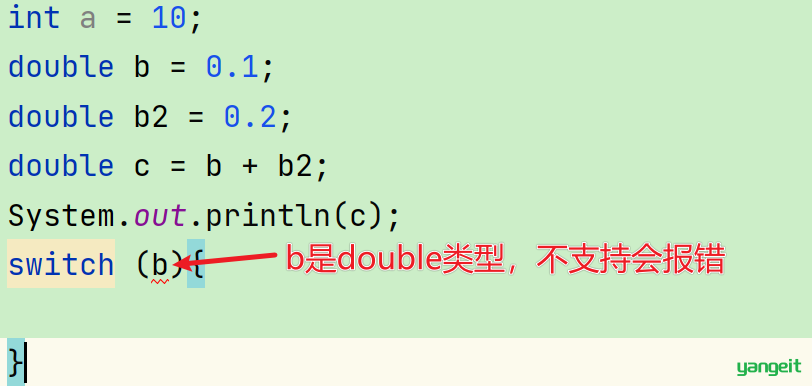 int a = 10;
double b = 0.1;
double b2 = 0.2;
double c = b + b2;
System.out.println(c);
switch (b){ b是double类型，不支持会报错
}
yangeit